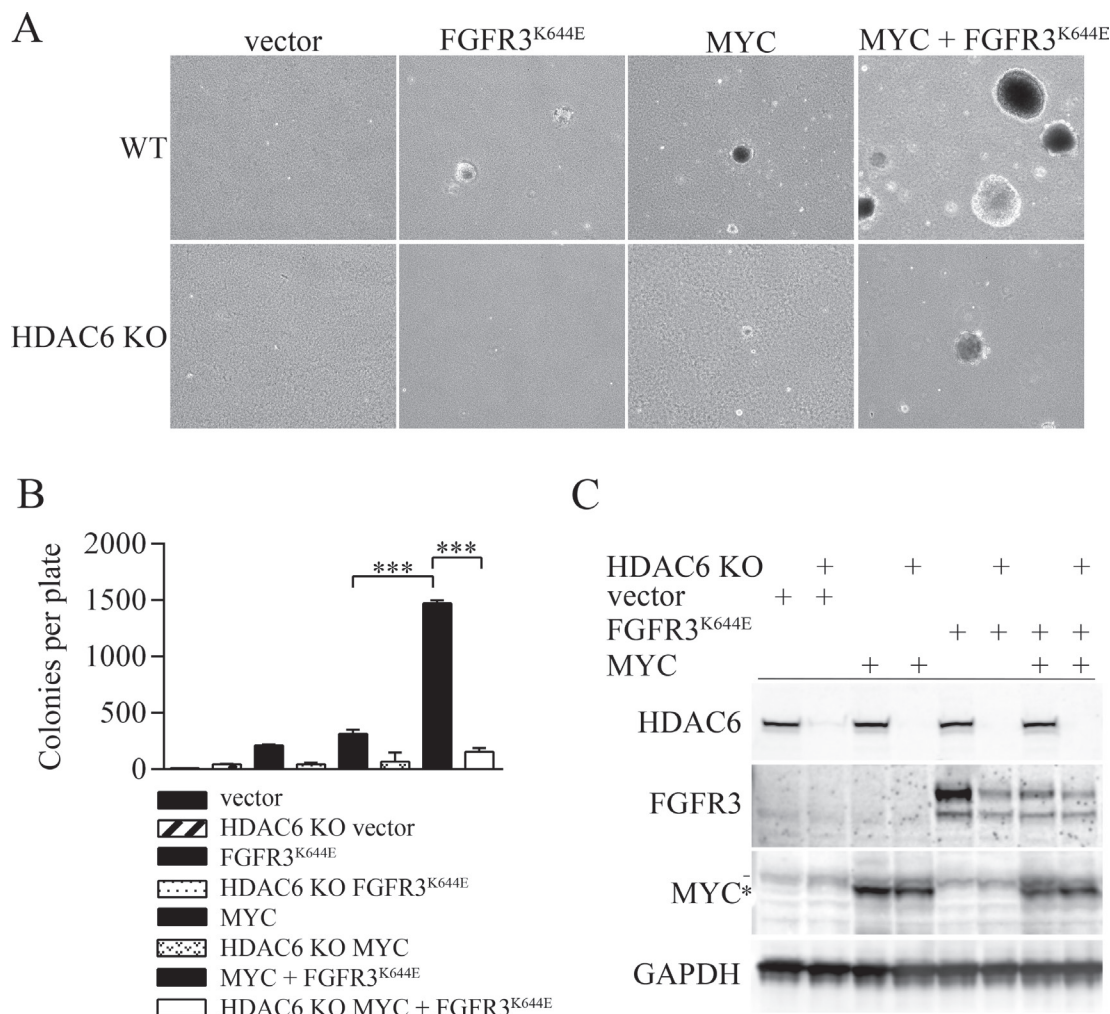 A
vector FGFR3K644E MYC MYC + FGFR3K644E
WT
HDAC6 KO
B
Colonies per plate
2000
1500
1000
500
0
*** ***
vector
HDAC6 KO vector
FGFR3K644E
HDAC6 KO FGFR3K644E
MYC
HDAC6 KO MYC
MYC + FGFR3K644E
HDAC6 KO MYC + FGFR3K644E
C
HDAC6 KO + + + +
vector + +
FGFR3K644E + + + +
MYC + + + +
HDAC6
FGFR3
MYC -*
GAPDH